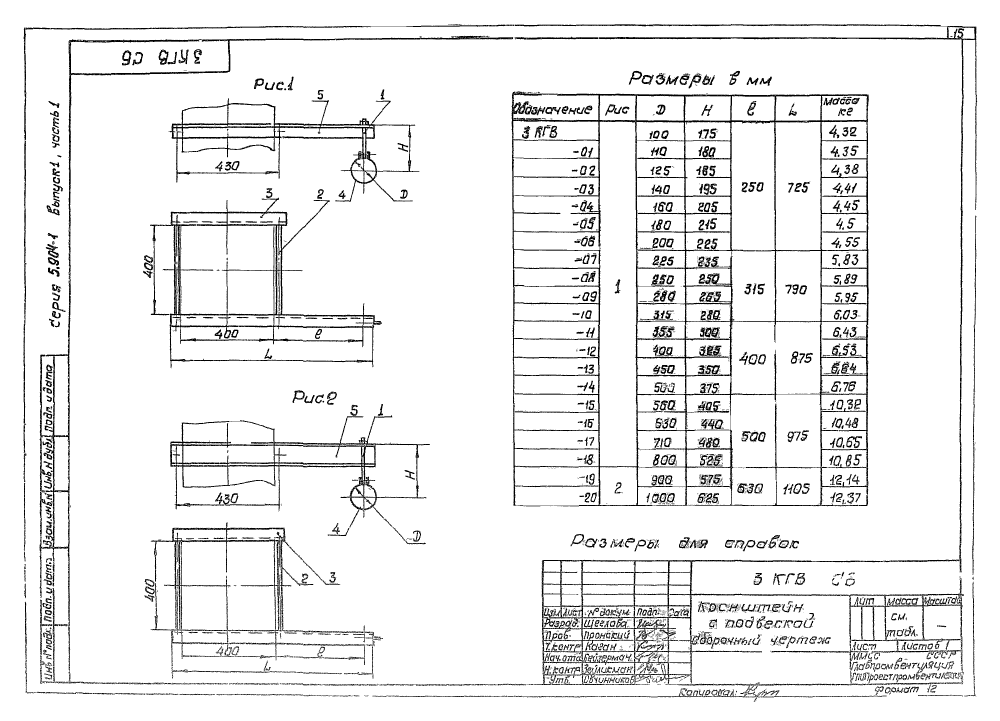 15
3 КГВ СБ
серия 5.904-1 выпуск 1, часть 1
Рис.1
5 1
430
H
4 D
3 2
400
400 ℓ
L
Рис.2
5 1
430
H
4 D
2 3
400
400 ℓ
L
Размеры в мм
Обозначение рис D H ℓ L Масса кг
3 КГВ 1 100 175 250 725 4,32
-01 110 180 4,35
-02 125 185 4,38
-03 140 195 4,41
-04 160 205 4,45
-05 180 215 4,5
-06 200 225 4,55
-07 225 235 315 790 5,83
-08 250 250 5,89
-09 280 265 5,95
-10 315 280 6,03
-11 355 300 400 875 6,43
-12 400 325 6,53
-13 450 350 6,64
-14 500 375 6,76
-15 560 405 500 975 10,32
-16 630 440 10,48
-17 710 480 10,65
-18 800 525 10,85
-19 2 900 575 630 1105 12,14
-20 1000 625 12,37
Размеры для справок
3 КГВ СБ
Кронштейн
с подвеской
Сборочный чертеж
Лит Масса Масштаб
см.
табл. —
Лист Листов 1
ММСС СССР
Главпромвентиляция
Изм Лист № докум. Подп. Дата
Разраб. Щеглова
Пров. Пронский
Т.контр Каган
Нач.отд
Н.контр
Утв. Овчинников
Копировал:
Формат 12
Инв.№ подл. Подп. и дата Взам.инв.№ Инв.№ дубл. Подп. и дата